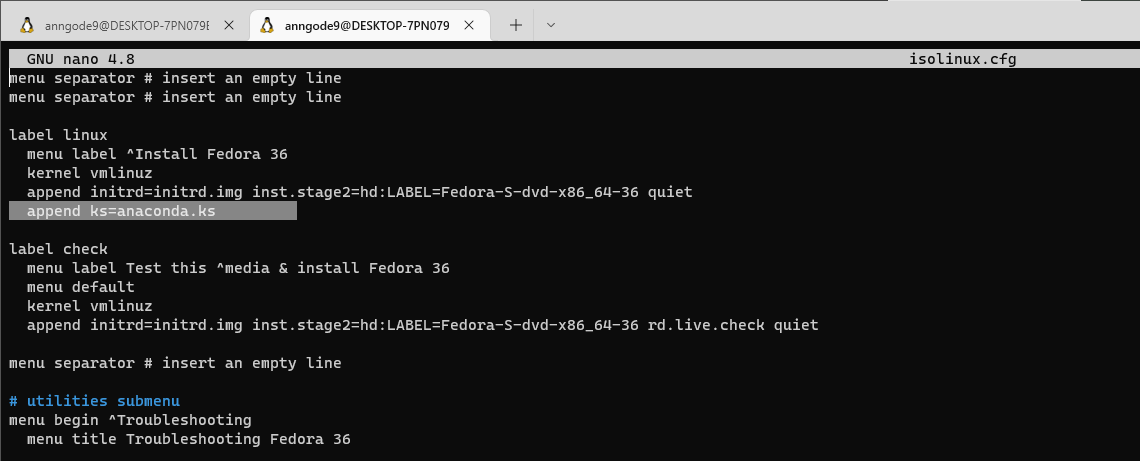 anngode9@DESKTOP-7PN079E
anngode9@DESKTOP-7PN079
GNU nano 4.8 isolinux.cfg
menu separator # insert an empty line
menu separator # insert an empty line
label linux
menu label ^Install Fedora 36
kernel vmlinuz
append initrd=initrd.img inst.stage2=hd:LABEL=Fedora-S-dvd-x86_64-36 quiet
append ks=anaconda.ks
label check
menu label Test this ^media & install Fedora 36
menu default
kernel vmlinuz
append initrd=initrd.img inst.stage2=hd:LABEL=Fedora-S-dvd-x86_64-36 rd.live.check quiet
menu separator # insert an empty line
# utilities submenu
menu begin ^Troubleshooting
menu title Troubleshooting Fedora 36